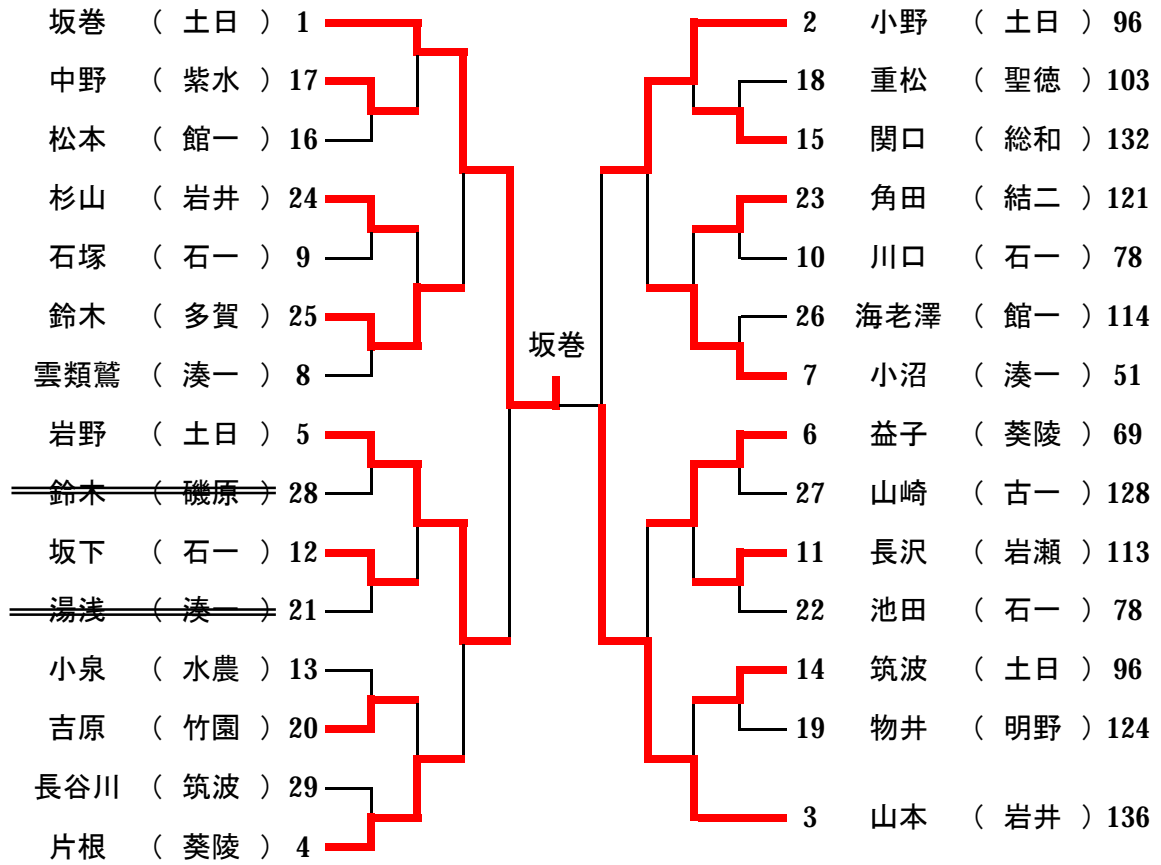 坂巻 （ 土日 ） 1
中野 （ 紫水 ） 17
松本 （ 館一 ） 16
杉山 （ 岩井 ） 24
石塚 （ 石一 ） 9
鈴木 （ 多賀 ） 25
雲類鷲 （ 湊一 ） 8
岩野 （ 土日 ） 5
鈴木 （ 磯原 ） 28
坂下 （ 石一 ） 12
湯浅 （ 湊一 ） 21
小泉 （ 水農 ） 13
吉原 （ 竹園 ） 20
長谷川 （ 筑波 ） 29
片根 （ 葵陵 ） 4
坂巻
2 小野 （ 土日 ） 96
18 重松 （ 聖徳 ） 103
15 関口 （ 総和 ） 132
23 角田 （ 結二 ） 121
10 川口 （ 石一 ） 78
26 海老澤 （ 館一 ） 114
7 小沼 （ 湊一 ） 51
6 益子 （ 葵陵 ） 69
27 山崎 （ 古一 ） 128
11 長沢 （ 岩瀬 ） 113
22 池田 （ 石一 ） 78
14 筑波 （ 土日 ） 96
19 物井 （ 明野 ） 124
3 山本 （ 岩井 ） 136